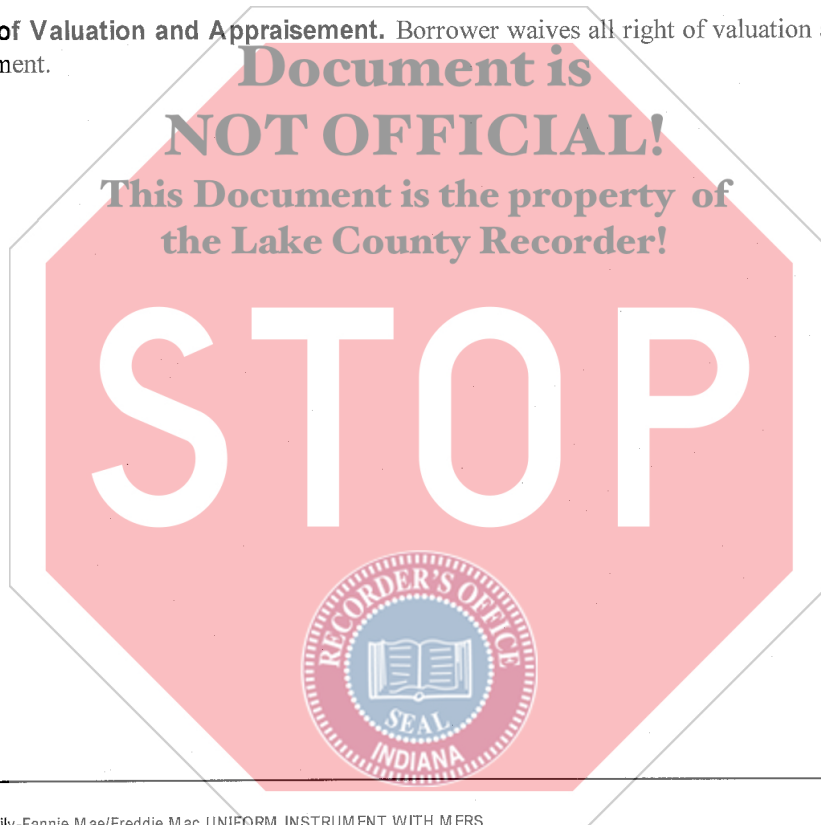 of Valuation and Appraisement. Borrower waives all right of valuation
ment.
Document is
NOT OFFICIAL!
This Document is the property of
the Lake County Recorder!
STOP
RECORDER'S OFFICE
SEAL
INDIANA
ily-Fannie Mae/Freddie Mac UNIFORM INSTRUMENT WITH MERS